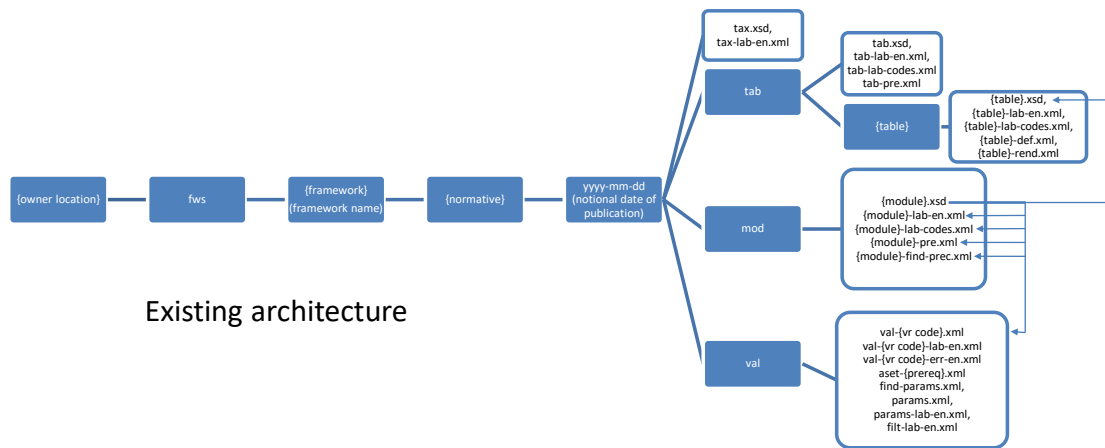 tax.xsd,
tax-lab-en.xml
tab
tab.xsd,
tab-lab-en.xml,
tab-lab-codes.xml
tab-pre.xml
{table}
{table}.xsd,
{table}-lab-en.xml,
{table}-lab-codes.xml,
{table}-def.xml,
{table}-rend.xml
{owner location}
fws
{framework}
(framework name)
{normative}
yyyy-mm-dd
(notional date of
publication)
mod
{module}.xsd
{module}-lab-en.xml
{module}-lab-codes.xml
{module}-pre.xml
{module}-find-prec.xml
Existing architecture
val
val-{vr code}.xml
val-{vr code}-lab-en.xml
val-{vr code}-err-en.xml
aset-{prereq}.xml
find-params.xml,
params.xml,
params-lab-en.xml,
filt-lab-en.xml